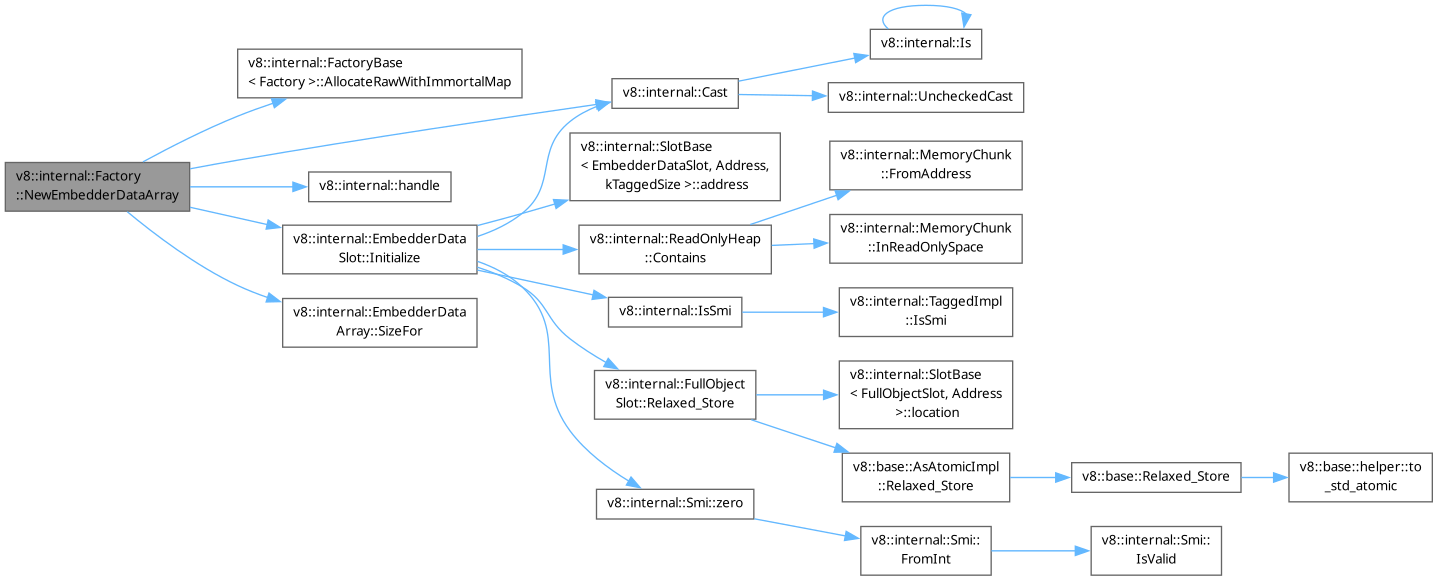 v8::internal::Factory
::NewEmbedderDataArray
v8::internal::FactoryBase
< Factory >::AllocateRawWithImmortalMap
v8::internal::Cast
v8::internal::Is
v8::internal::UncheckedCast
v8::internal::handle
v8::internal::EmbedderData
Slot::Initialize
v8::internal::SlotBase
< EmbedderDataSlot, Address,
kTaggedSize >::address
v8::internal::ReadOnlyHeap
::Contains
v8::internal::MemoryChunk
::FromAddress
v8::internal::MemoryChunk
::InReadOnlySpace
v8::internal::IsSmi
v8::internal::TaggedImpl
::IsSmi
v8::internal::FullObject
Slot::Relaxed_Store
v8::internal::SlotBase
< FullObjectSlot, Address
>::location
v8::base::AsAtomicImpl
::Relaxed_Store
v8::base::Relaxed_Store
v8::base::helper::to
_std_atomic
v8::internal::Smi::zero
v8::internal::Smi::
FromInt
v8::internal::Smi::
IsValid
v8::internal::EmbedderData
Array::SizeFor